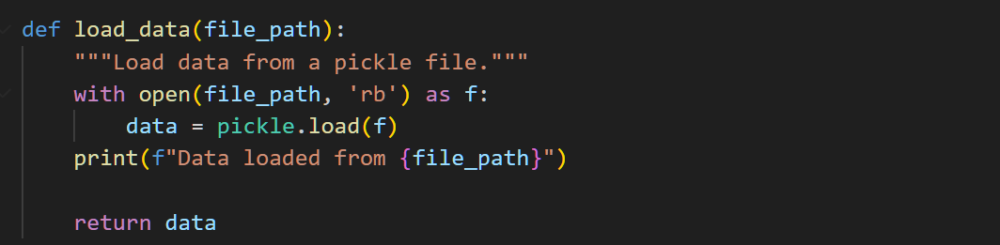 def load_data(file_path):
    """Load data from a pickle file."""
    with open(file_path, 'rb') as f:
        data = pickle.load(f)
    print(f"Data loaded from {file_path}")

    return data